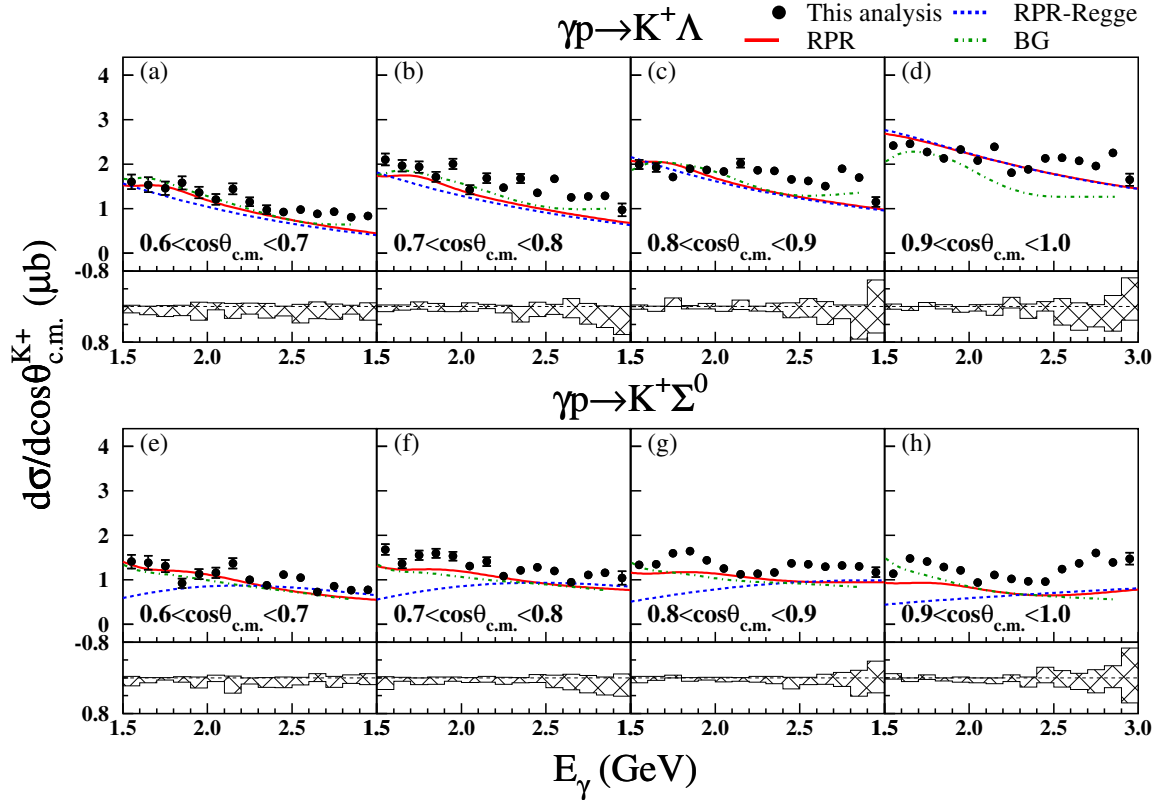 γp→K⁺Λ
This analysis
RPR-Regge
RPR
BG
(a) (b) (c) (d)
4
3
2
1
0
0.6<cosθc.m.<0.7 0.7<cosθc.m.<0.8 0.8<cosθc.m.<0.9 0.9<cosθc.m.<1.0
-0.8
0.8
1.5 2.0 2.5 1.5 2.0 2.5 1.5 2.0 2.5 1.5 2.0 2.5 3.0
dσ/dcosθc.m.K+ (μb)
γp→K⁺Σ⁰
(e) (f) (g) (h)
4
3
2
1
0
0.6<cosθc.m.<0.7 0.7<cosθc.m.<0.8 0.8<cosθc.m.<0.9 0.9<cosθc.m.<1.0
-0.8
0.8
1.5 2.0 2.5 1.5 2.0 2.5 1.5 2.0 2.5 1.5 2.0 2.5 3.0
Eγ (GeV)